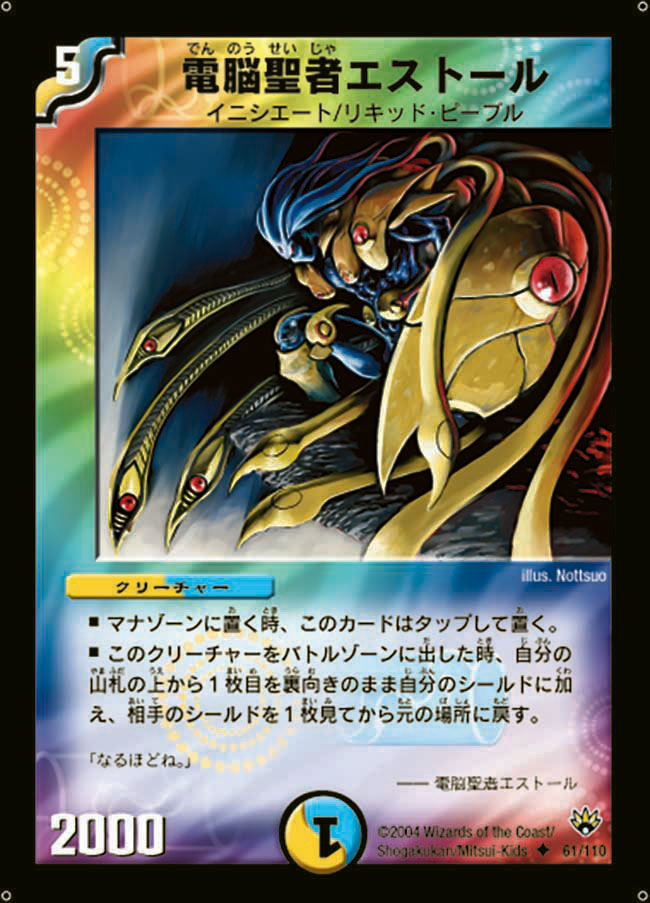 5
でん のう せい じゃ
電脳聖者エストール
イニシエート/リキッド・ピープル
illus. Nottsuo
クリーチャー
■ マナゾーンに置く時、このカードはタップして置く。
■ このクリーチャーをバトルゾーンに出した時、自分の
山札の上から1枚目を裏向きのまま自分のシールドに加
え、相手のシールドを1枚見てから元の場所に戻す。
「なるほどね。」
—— 電脳聖者エストール
2000
1
©2004 Wizards of the Coast/
Shogakukan/Mitsui-Kids ◆ 61/110